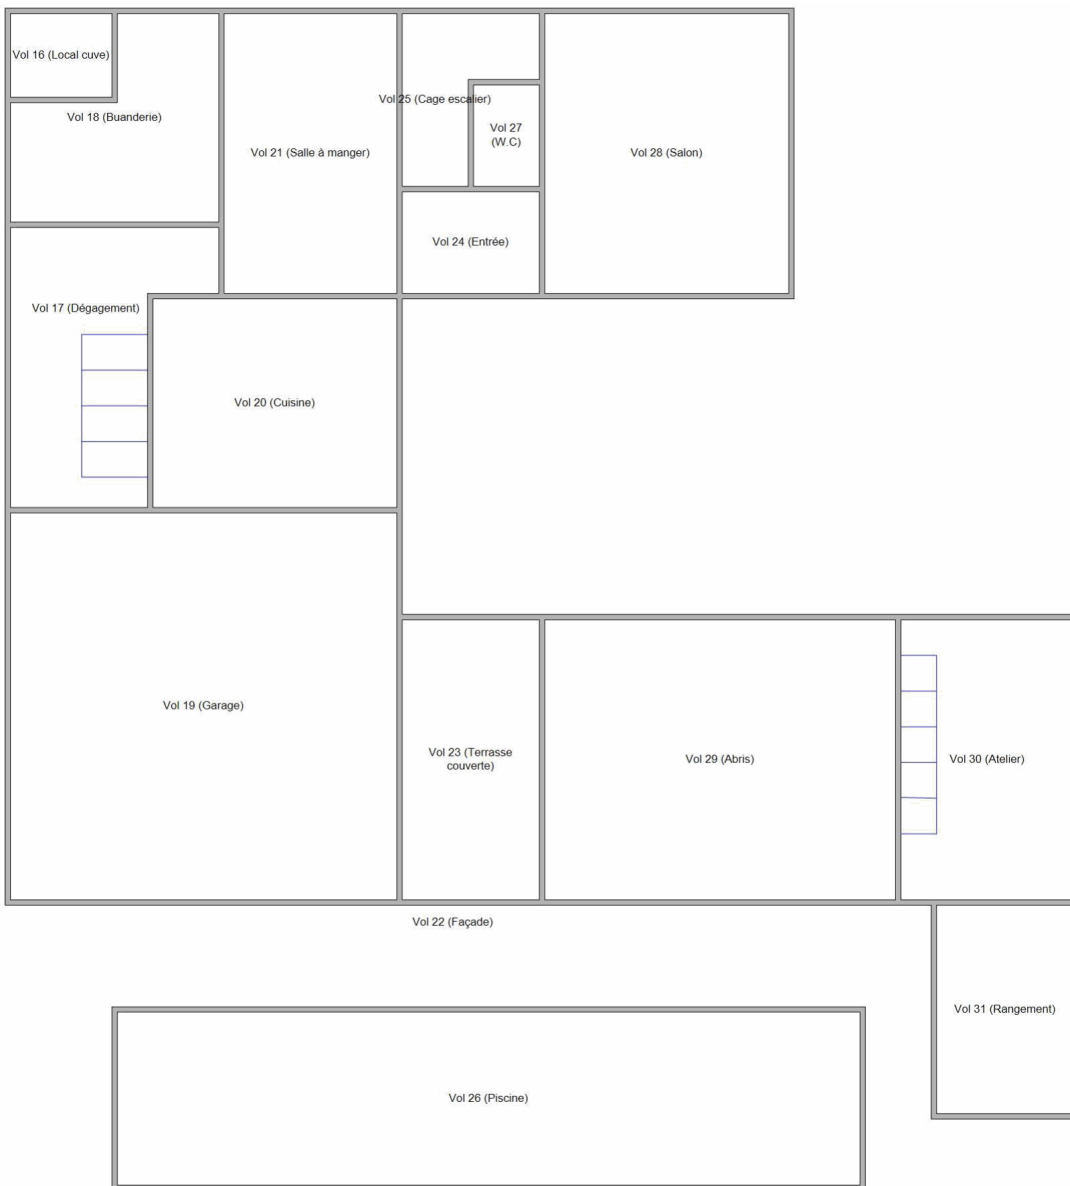 Vol 16 (Local cuve)
Vol 18 (Buanderie)
Vol 21 (Salle à manger)
Vol 25 (Cage escalier)
Vol 27
(W.C)
Vol 28 (Salon)
Vol 24 (Entrée)
Vol 17 (Dégagement)
Vol 20 (Cuisine)
Vol 19 (Garage)
Vol 23 (Terrasse
couverte)
Vol 29 (Abris)
Vol 30 (Atelier)
Vol 22 (Façade)
Vol 31 (Rangement)
Vol 26 (Piscine)